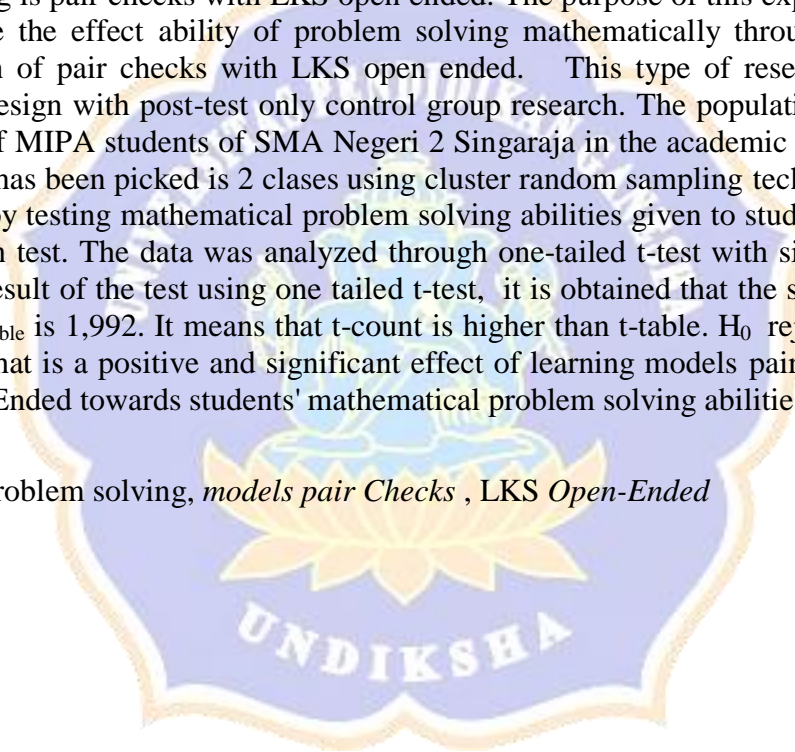 g is pair checks with LKS open ended. The purpose of this exp
e the effect ability of problem solving mathematically throu
n of pair checks with LKS open ended. This type of rese
esign with post-test only control group research. The populati
f MIPA students of SMA Negeri 2 Singaraja in the academic
has been picked is 2 clases using cluster random sampling tech
by testing mathematical problem solving abilities given to stud
n test. The data was analyzed through one-tailed t-test with si
esult of the test using one tailed t-test, it is obtained that the s
ble is 1,992. It means that t-count is higher than t-table. H0 rej
hat is a positive and significant effect of learning models pair
Ended towards students' mathematical problem solving abilities
roblem solving, models pair Checks , LKS Open-Ended
UNDIKSHA